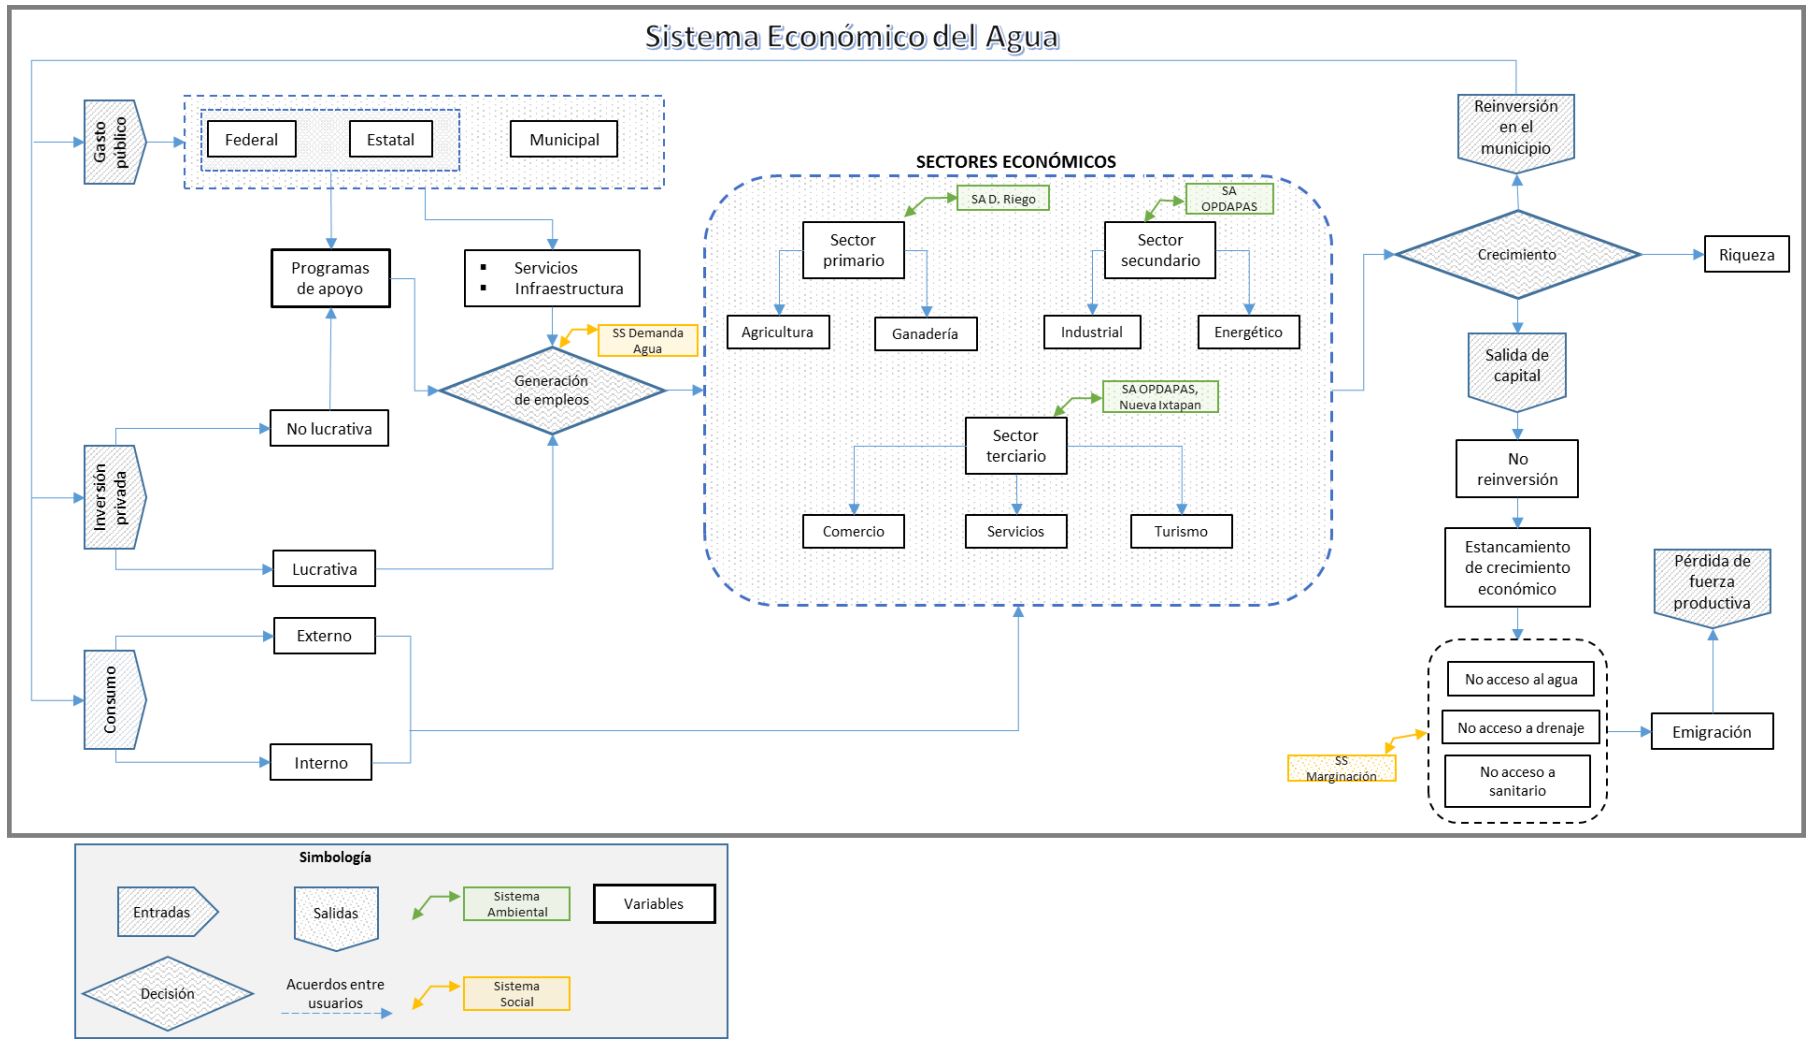 Sistema Económico del Agua
Gasto
público
Federal
Estatal
Municipal
Programas
de apoyo
Servicios
Infraestructura
SS Demanda
Agua
Generación
de empleos
No lucrativa
Inversión
privada
Lucrativa
Externo
Consumo
Interno
SECTORES ECONÓMICOS
SA D. Riego
SA
OPDAPAS
Sector
primario
Sector
secundario
Agricultura
Ganadería
Industrial
Energético
SA OPDAPAS,
Nueva Ixtapan
Sector
terciario
Comercio
Servicios
Turismo
Reinversión
en el
municipio
Crecimiento
Riqueza
Salida de
capital
No
reinversión
Estancamiento
de crecimiento
económico
Pérdida de
fuerza
productiva
No acceso al agua
No acceso a drenaje
No acceso a
sanitario
SS
Marginación
Emigración
Simbología
Entradas
Salidas
Sistema
Ambiental
Variables
Decisión
Acuerdos entre
usuarios
Sistema
Social